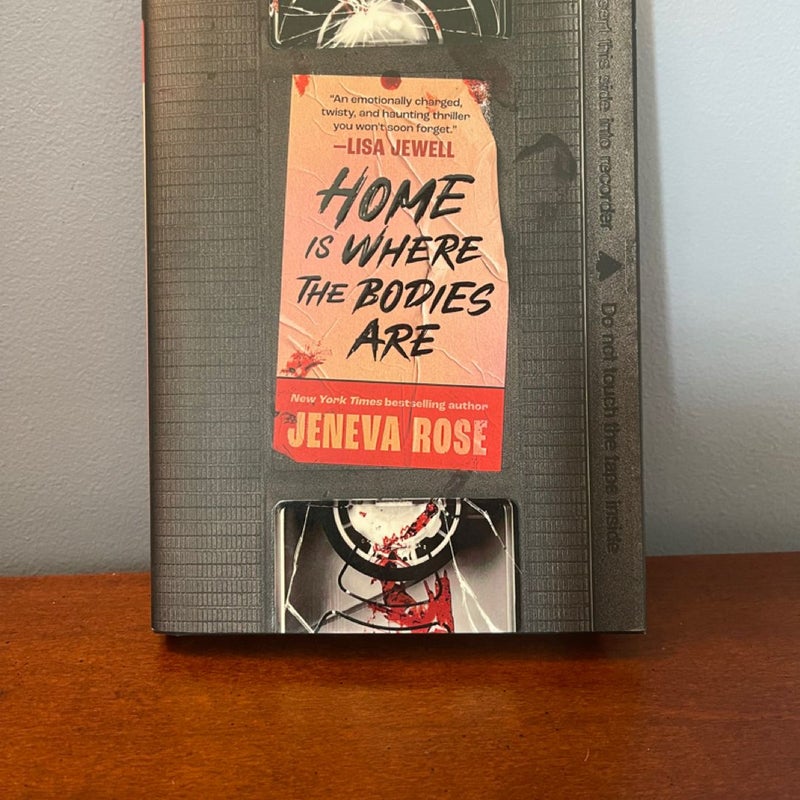 "An emotionally charged,
twisty, and haunting thriller
you won't soon forget."
—LISA JEWELL
HOME
IS WHERE
THE BODIES
ARE
New York Times bestselling author
JENEVA ROSE
this side into recorder ▲ Do not touch the tape inside